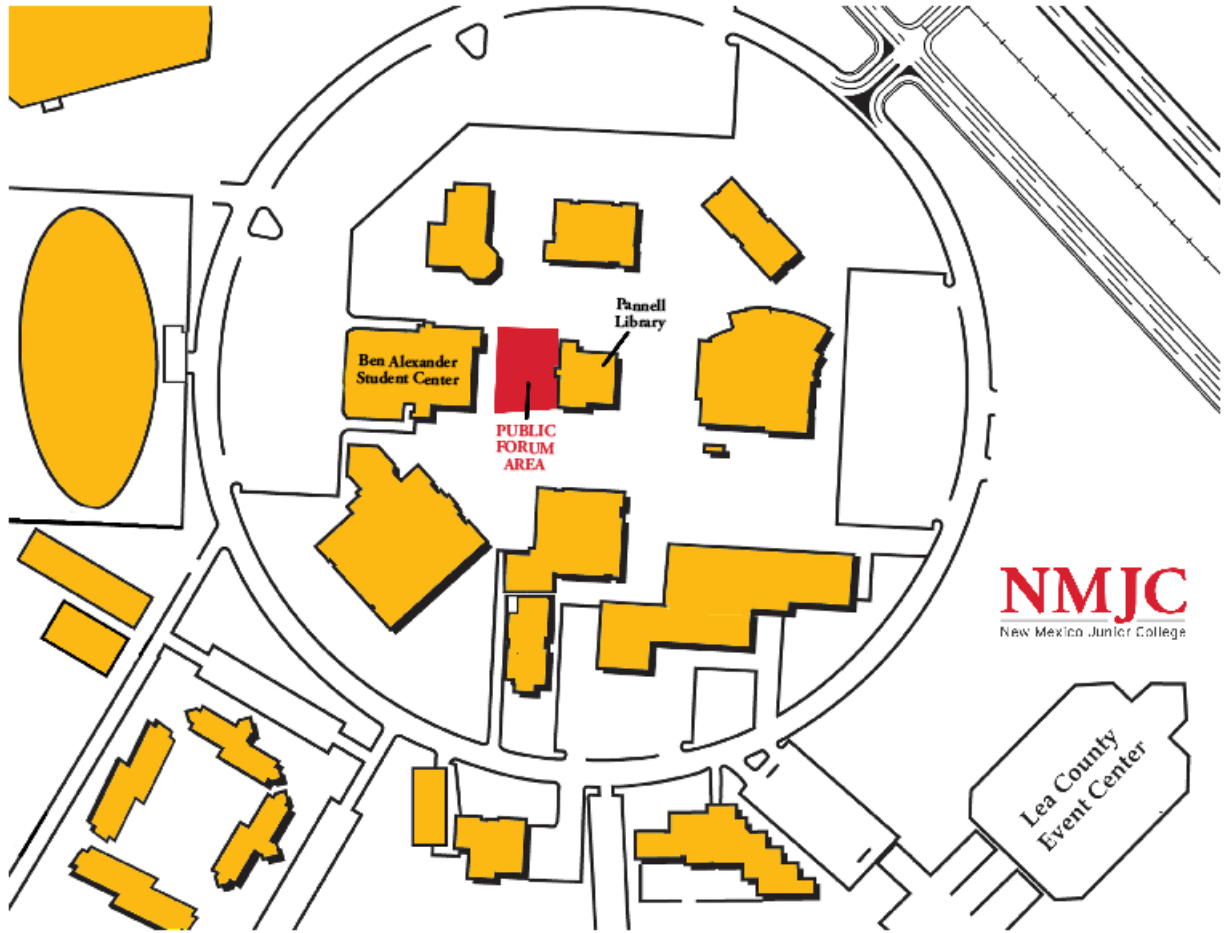 Pannell
Library
Ben Alexander
Student Center
PUBLIC
FORUM
AREA
NMJC
New Mexico Junior College
Lea County
Event Center